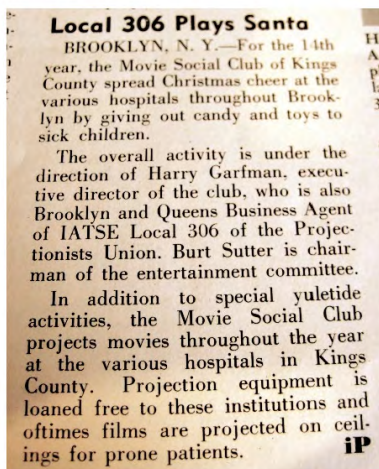 Local 306 Plays Santa
BROOKLYN, N. Y.—For the 14th
year, the Movie Social Club of Kings
County spread Christmas cheer at the
various hospitals throughout Brook-
lyn by giving out candy and toys to
sick children.
The overall activity is under the
direction of Harry Garfman, execu-
tive director of the club, who is also
Brooklyn and Queens Business Agent
of IATSE Local 306 of the Projec-
tionists Union. Burt Sutter is chair-
man of the entertainment committee.
In addition to special yuletide
activities, the Movie Social Club
projects movies throughout the year
at the various hospitals in Kings
County. Projection equipment is
loaned free to these institutions and
oftimes films are projected on ceil-
ings for prone patients. iP